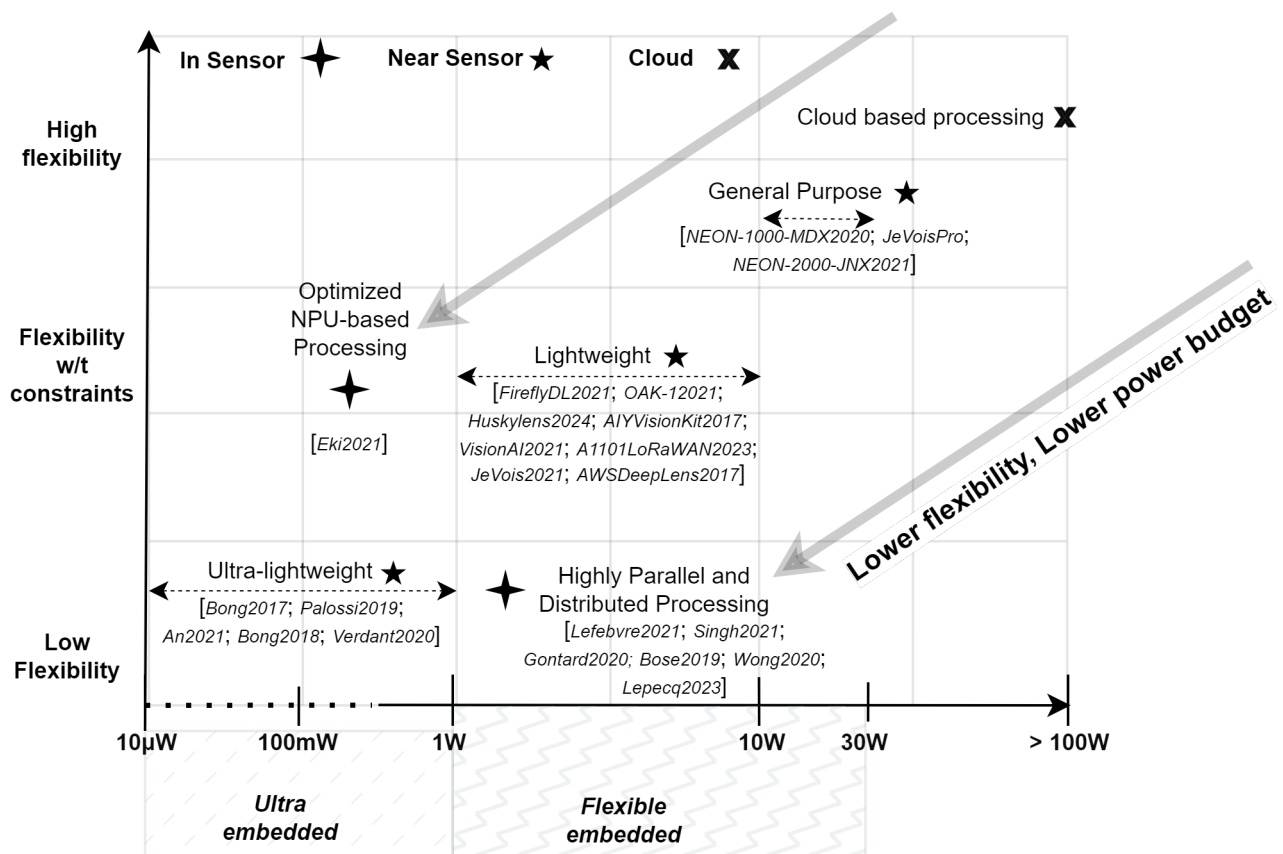 In Sensor
Near Sensor
Cloud
Cloud based processing
High
flexibility
General Purpose
[NEON-1000-MDX2020; JeVoisPro;
NEON-2000-JNX2021]
Optimized
NPU-based
Processing
[Eki2021]
Flexibility
w/t
constraints
Lightweight
[FireflyDL2021; OAK-12021;
Huskylens2024; AIYVisionKit2017;
VisionAI2021; A1101LoRaWAN2023;
JeVois2021; AWSDeepLens2017]
Lower flexibility, Lower power budget
Ultra-lightweight
[Bong2017; Palossi2019;
An2021; Bong2018; Verdant2020]
Highly Parallel and
Distributed Processing
[Lefebvre2021; Singh2021;
Gontard2020; Bose2019; Wong2020;
Lepecq2023]
Low
Flexibility
10μW
100mW
1W
10W
30W
> 100W
Ultra
embedded
Flexible
embedded